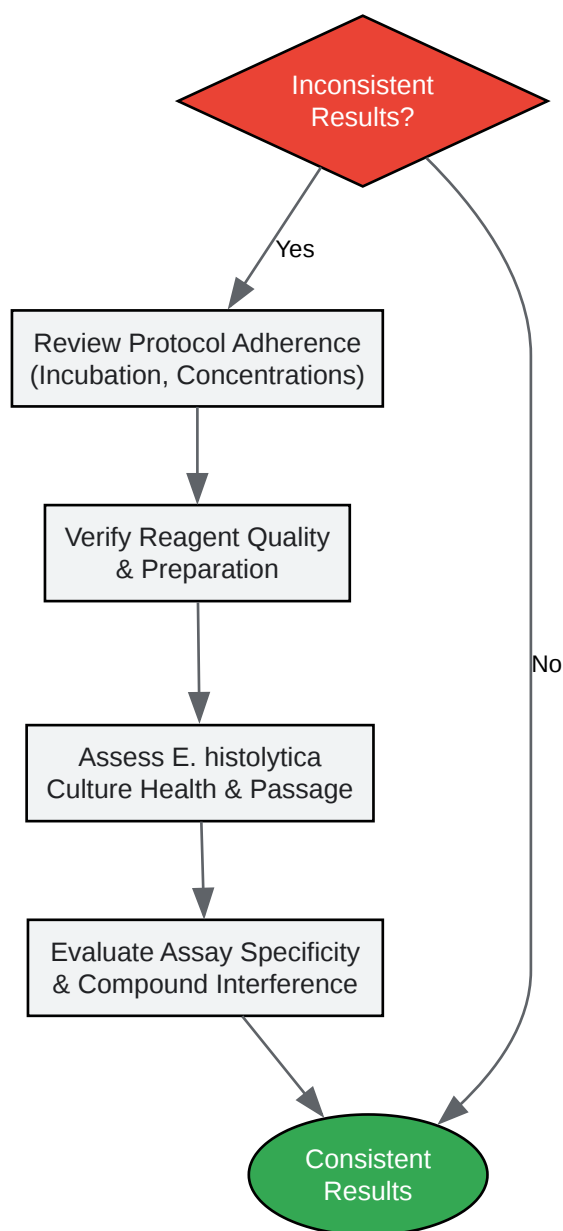 Inconsistent
Results?
Yes
Review Protocol Adherence
(Incubation, Concentrations)
Verify Reagent Quality
& Preparation
No
Assess E. histolytica
Culture Health & Passage
Evaluate Assay Specificity
& Compound Interference
Consistent
Results